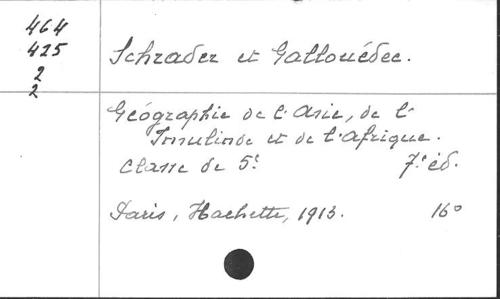 464
425
2
2
Schrader et Gallouédec.
Géographie de l'Asie, de l'
Insulinde et de l'Afrique.
Classe de 5e 7e éd.
Paris, Hachette, 1913. 16°